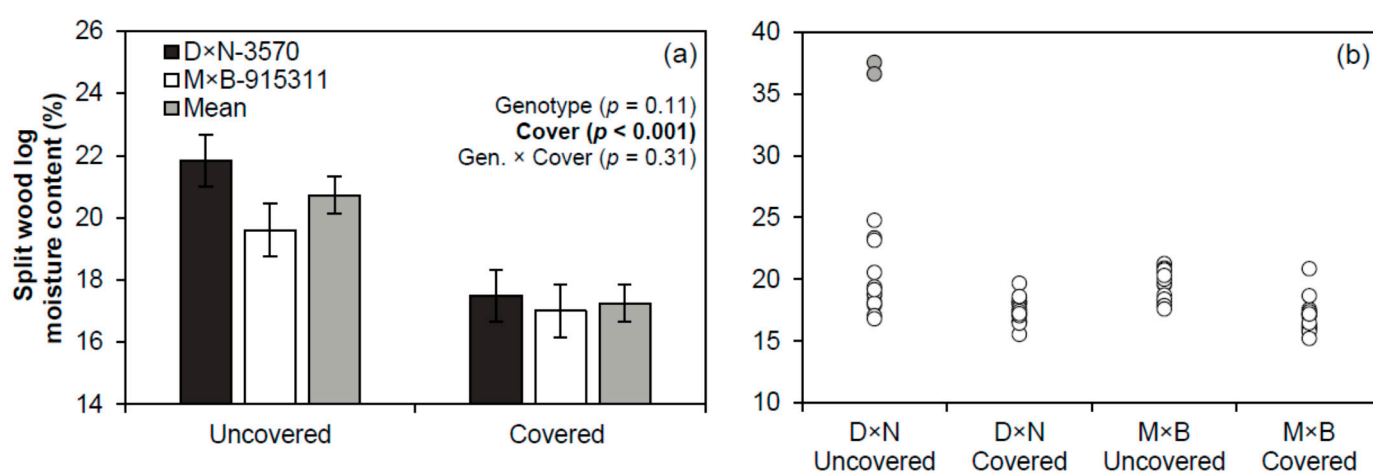 Split wood log
moisture content (%)
26
24
22
20
18
16
14
D×N-3570
M×B-915311
Mean
(a)
Genotype (p = 0.11)
Cover (p < 0.001)
Gen. × Cover (p = 0.31)
Uncovered
Covered
40
35
30
25
20
15
10
(b)
D×N
Uncovered
D×N
Covered
M×B
Uncovered
M×B
Covered